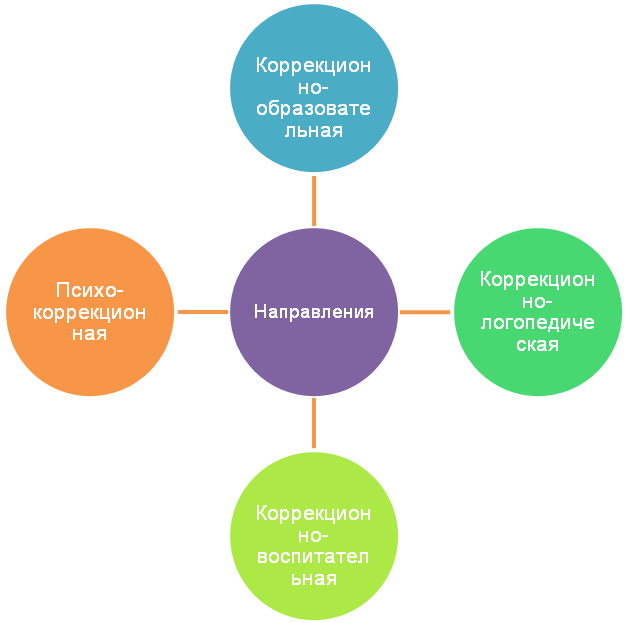 Коррекцион
но-
образовате
льная
Психо-
коррекцион
ная
Направления
Коррекцион
но-
логопедиче
ская
Коррекцион
но-
воспитател
ьная